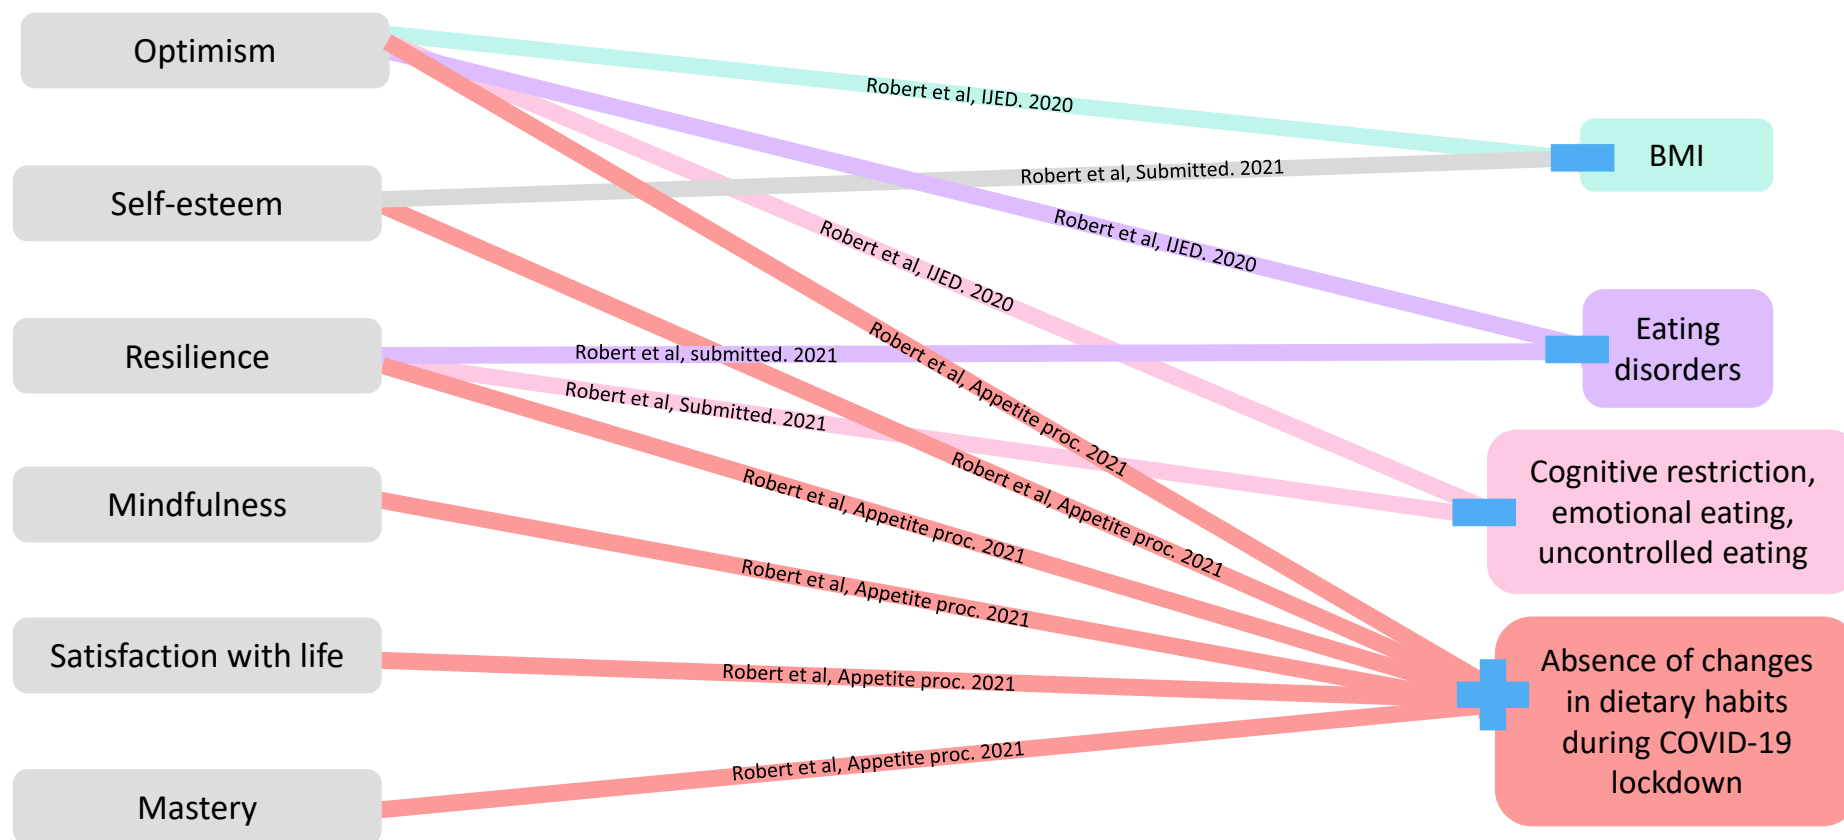 Optimism
Self-esteem
Resilience
Mindfulness
Satisfaction with life
Mastery
Robert et al, IJED. 2020
Robert et al, Submitted. 2021
Robert et al, IJED. 2020
Robert et al, IJED. 2020
Robert et al, Appetite proc. 2021
Robert et al, submitted. 2021
Robert et al, Submitted. 2021
Robert et al, Appetite proc. 2021
Robert et al, Appetite proc. 2021
Robert et al, Appetite proc. 2021
Robert et al, Appetite proc. 2021
Robert et al, Appetite proc. 2021
BMI
Eating
disorders
Cognitive restriction,
emotional eating,
uncontrolled eating
Absence of changes
in dietary habits
during COVID-19
lockdown